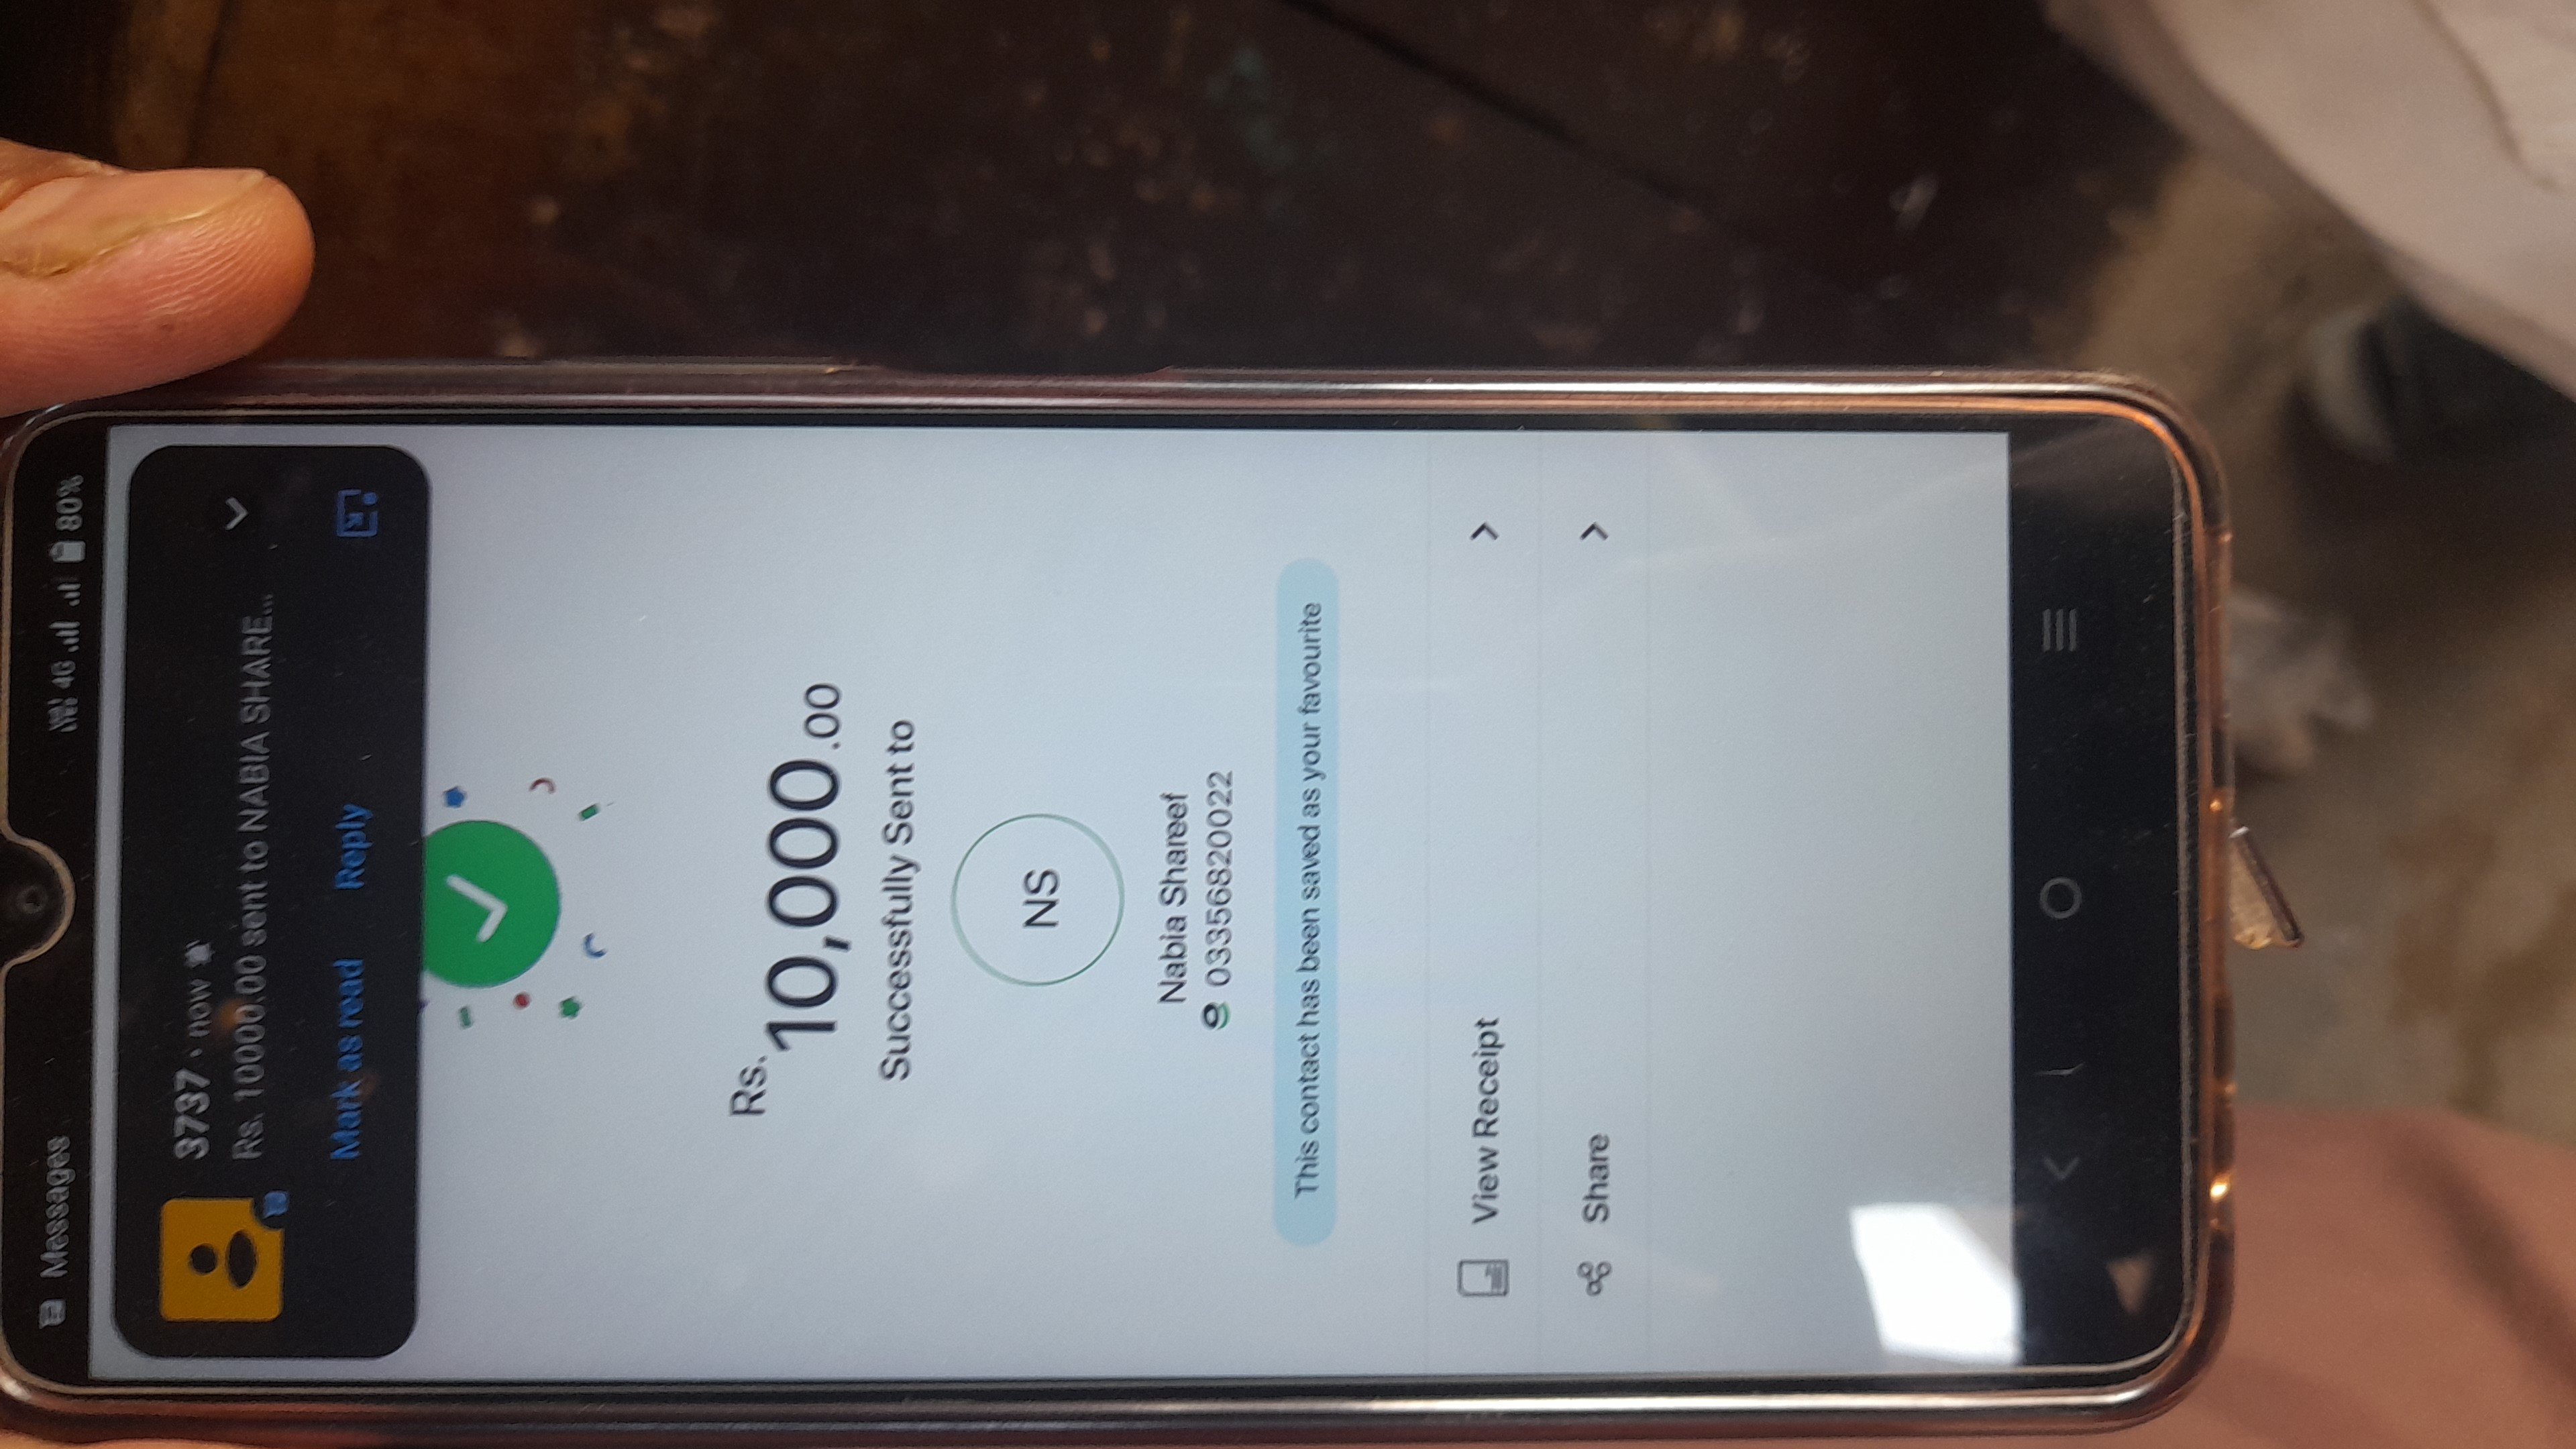 Messages
4G 80%
3737 • now
Rs. 10000.00 sent to NABIA SHARE...
Mark as read Reply
Rs. 10,000.00
Successfully Sent to
NS
Nabia Shareef
03356820022
This contact has been saved as your favourite
View Receipt
Share